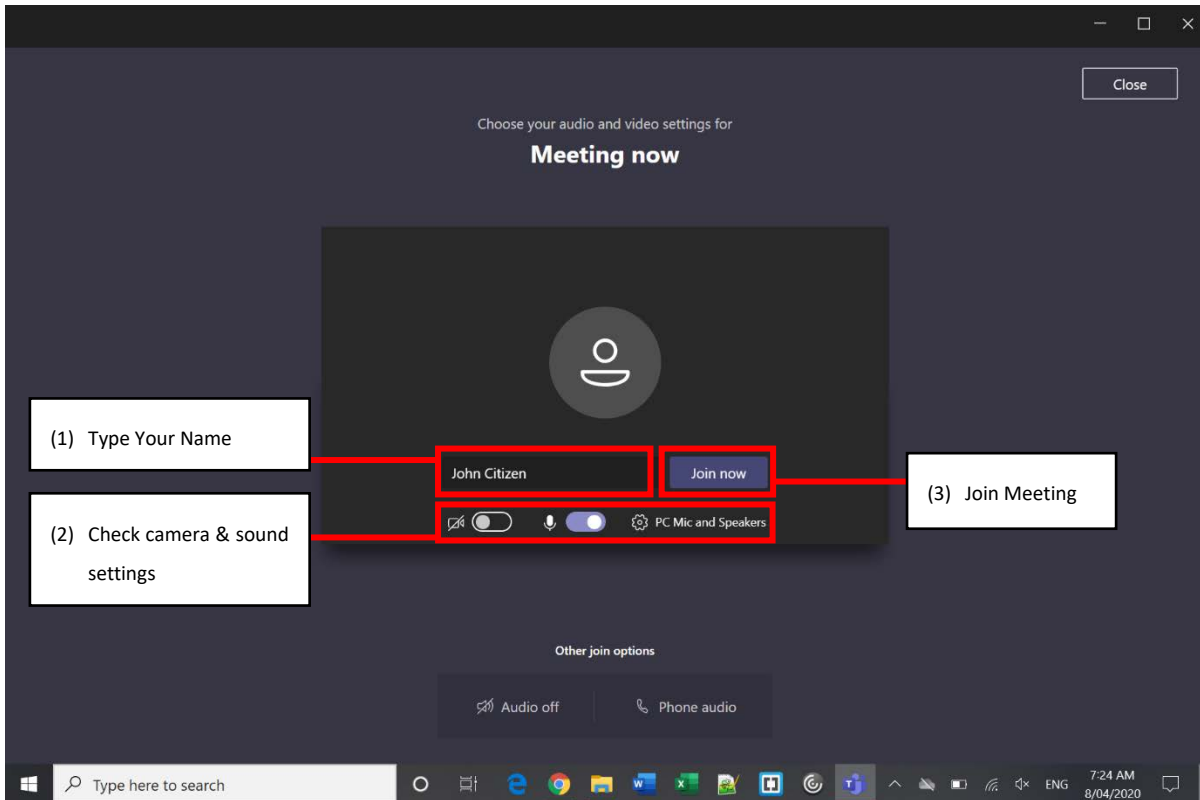 Close
Choose your audio and video settings for
Meeting now
(1) Type Your Name
John Citizen
Join now
(3) Join Meeting
(2) Check camera & sound
settings
PC Mic and Speakers
Other join options
Audio off
Phone audio
Type here to search
ENG
7:24 AM
8/04/2020